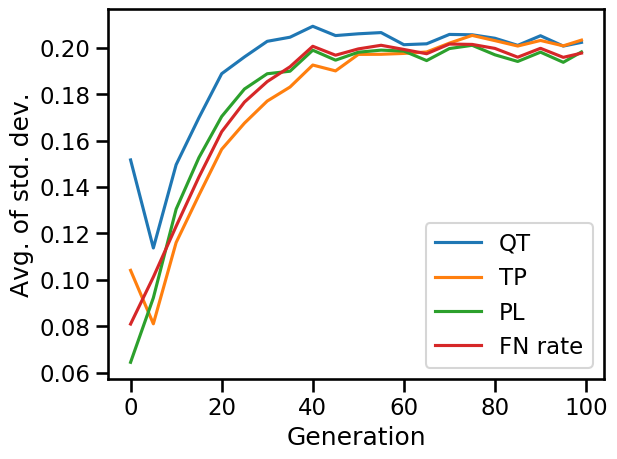 Avg. of std. dev.
0.20
0.18
0.16
0.14
0.12
0.10
0.08
0.06
QT
TP
PL
FN rate
0 20 40 60 80 100
Generation